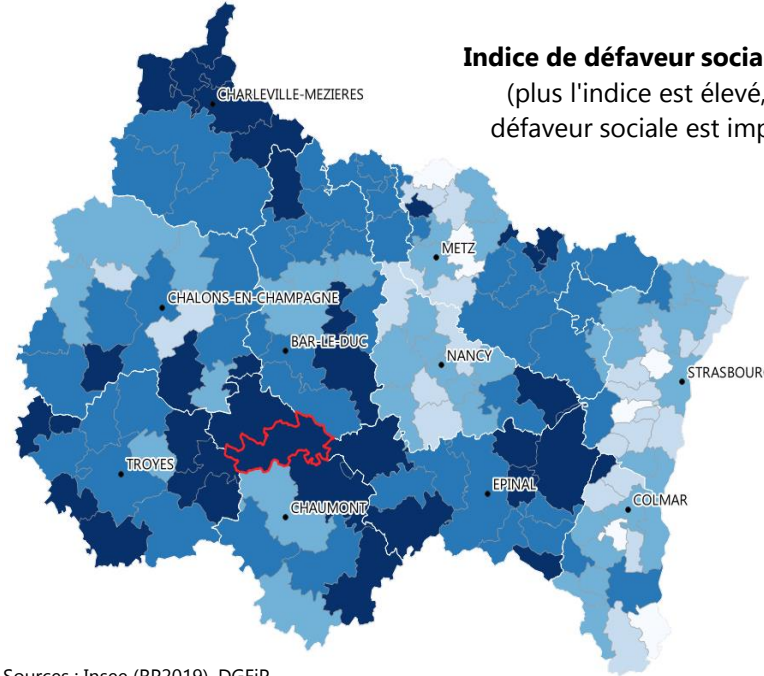 Indice de défaveur socia
(plus l'indice est élevé,
défaveur sociale est imp
CHARLEVILLE-MEZIERES
METZ
CHALONS-EN-CHAMPAGNE
BAR-LE-DUC
NANCY
STRASBOUR
TROYES
EPINAL
CHAUMONT
COLMAR
Sources : Insee (RP2019), DGFiP